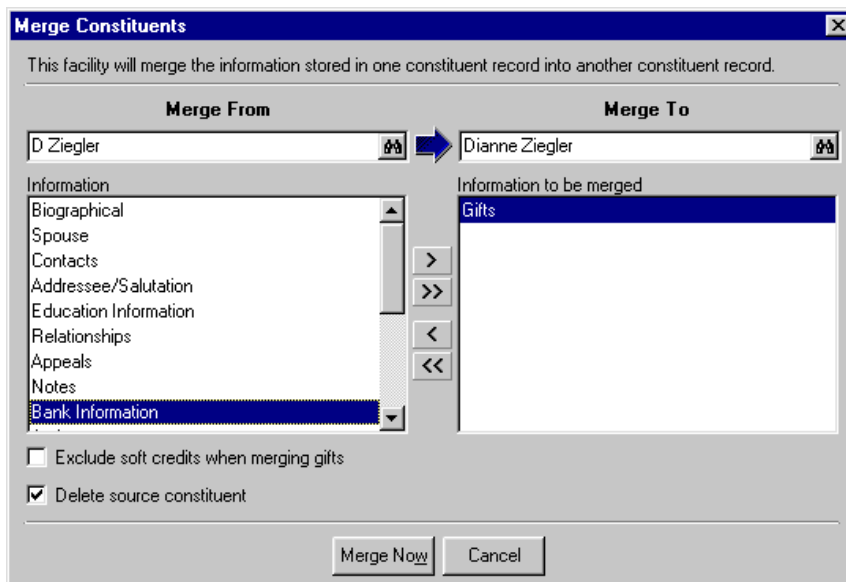 Merge Constituents
This facility will merge the information stored in one constituent record into another constituent record.
Merge From
Merge To
D Ziegler
Dianne Ziegler
Information
Information to be merged
Biographical
Gifts
Spouse
Contacts
Addressee/Salutation
Education Information
Relationships
Appeals
Notes
Bank Information
>
>>
<
<<
Exclude soft credits when merging gifts
Delete source constituent
Merge Now
Cancel